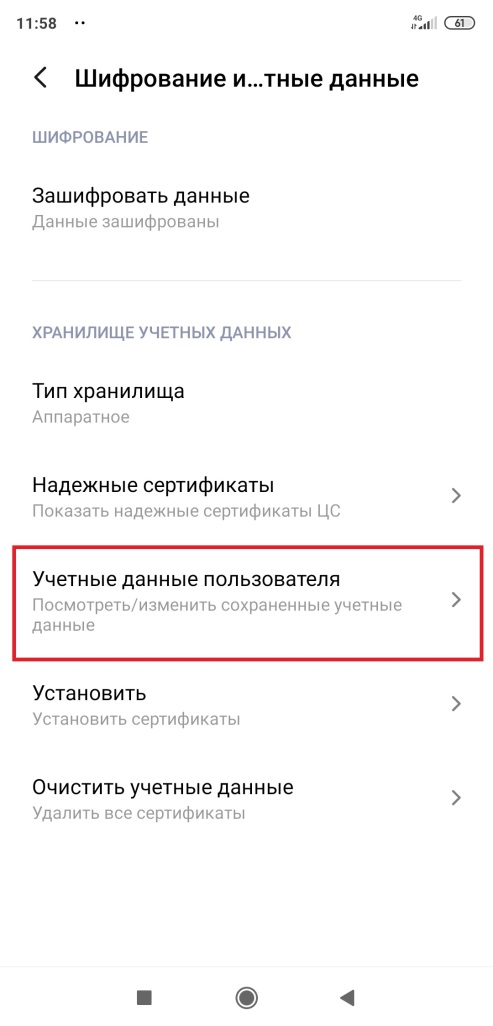 11:58
4G
61
Шифрование и...тные данные
ШИФРОВАНИЕ
Зашифровать данные
Данные зашифрованы
ХРАНИЛИЩЕ УЧЕТНЫХ ДАННЫХ
Тип хранилища
Аппаратное
Надежные сертификаты
Показать надежные сертификаты ЦС
Учетные данные пользователя
Посмотреть/изменить сохраненные учетные
данные
Установить
Установить сертификаты
Очистить учетные данные
Удалить все сертификаты